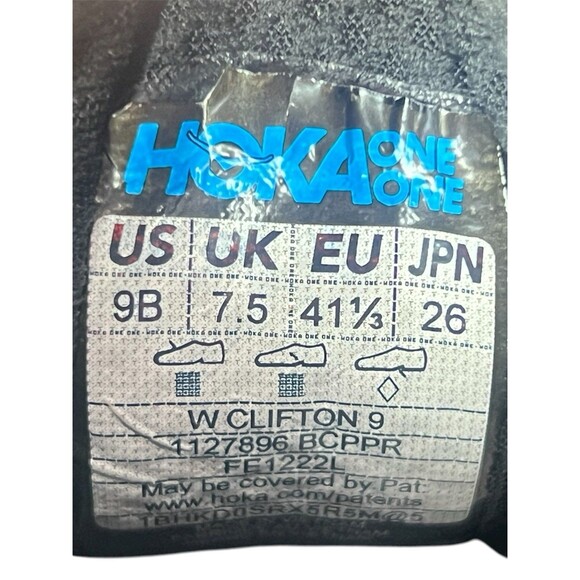 HOKA ONE ONE
US UK EU JPN
9B 7.5 41⅓ 26
W CLIFTON 9
1127896 BCPPR
FE1222L
May be covered by Pat.
www.hoka.com/patents